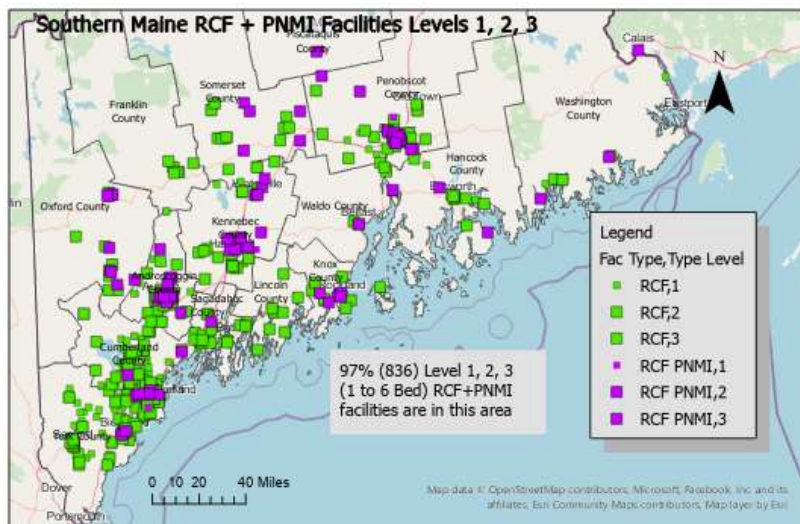 Southern Maine RCF + PNMI Facilities Levels 1, 2, 3
Piscataquis
County
Calais
N
Somerset
County
Penobscot
County
Franklin
County
Washington
County
Eastport
Hancock
County
Oxford County
Waldo County
Kennebec
County
Knox
County
Lincoln
County
Sagadahoc
County
Androscoggin
Cumberland
County
York County
Dover
Portsmouth
Legend
Fac Type,Type Level
RCF,1
RCF,2
RCF,3
RCF PNMI,1
RCF PNMI,2
RCF PNMI,3
97% (836) Level 1, 2, 3
(1 to 6 Bed) RCF+PNMI
facilities are in this area
0 5 10 20 30 40 Miles
Map data © OpenStreetMap contributors, Microsoft, Facebook, Inc. and its
affiliates, Esri Community Maps contributors, Map layer by Esri